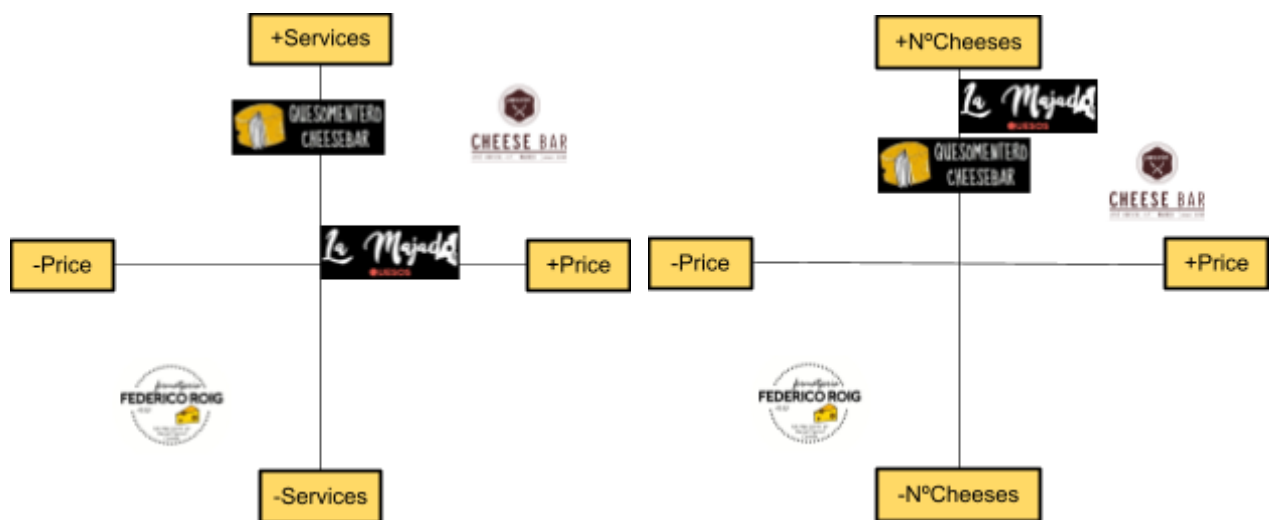 +Services
QUESOMENTERO
CHEESEBAR
CHEESE BAR
-Price
La Majada
QUESOS
+Price
FEDERICO ROIG
-Services
+NºCheeses
La Majada
QUESOS
QUESOMENTERO
CHEESEBAR
CHEESE BAR
-Price
+Price
FEDERICO ROIG
-NºCheeses